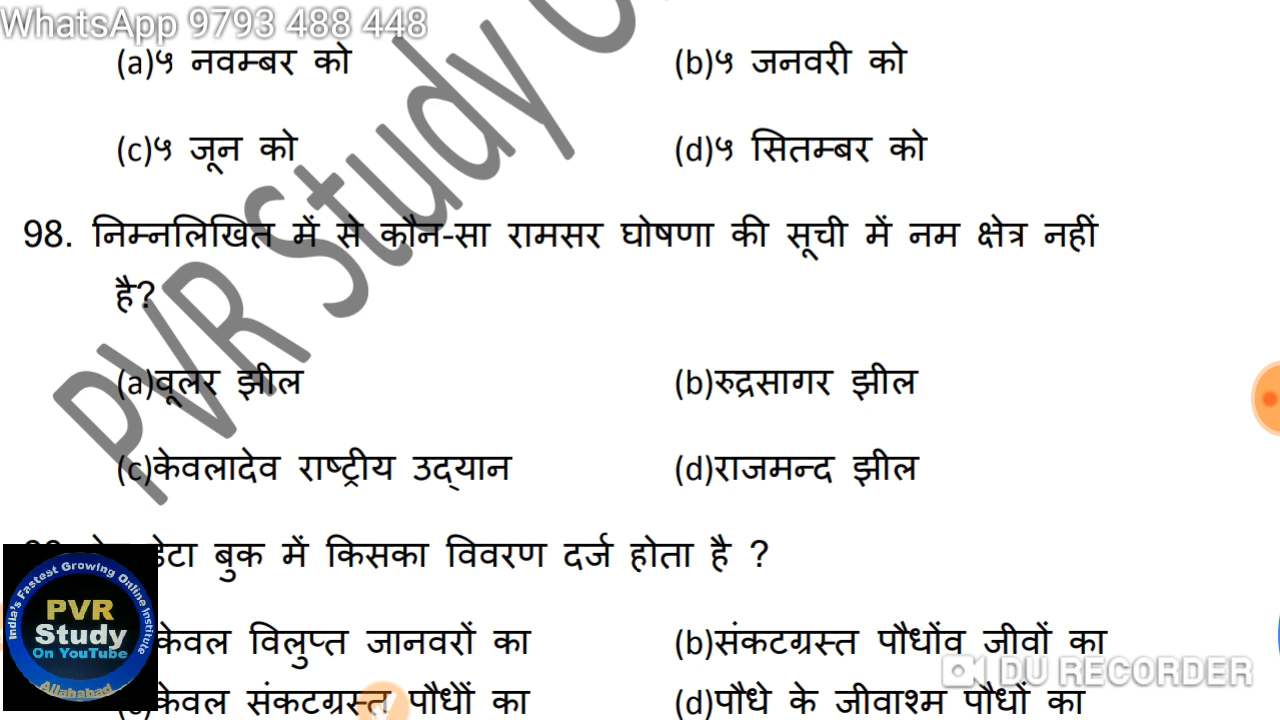 WhatsApp 9793 488 448
(a)५ नवम्बर को (b)५ जनवरी को
(c)५ जून को (d)५ सितम्बर को
98. निम्नलिखित में से कौन-सा रामसर घोषणा की सूची में नम क्षेत्र नहीं
है?
(a)वूलर झील (b)रुद्रसागर झील
(c)केवलादेव राष्ट्रीय उद्यान (d)राजमन्द झील
डेटा बुक में किसका विवरण दर्ज होता है ?
केवल विलुप्त जानवरों का (b)संकटग्रस्त पौधोंव जीवों का
केवल संकटग्रस्त पौधों का (d)पौधे के जीवाश्म पौधों का
PVR Study
India's Fastest Growing Online Institute
PVR
Study
On YouTube
Allahabad
DU RECORDER